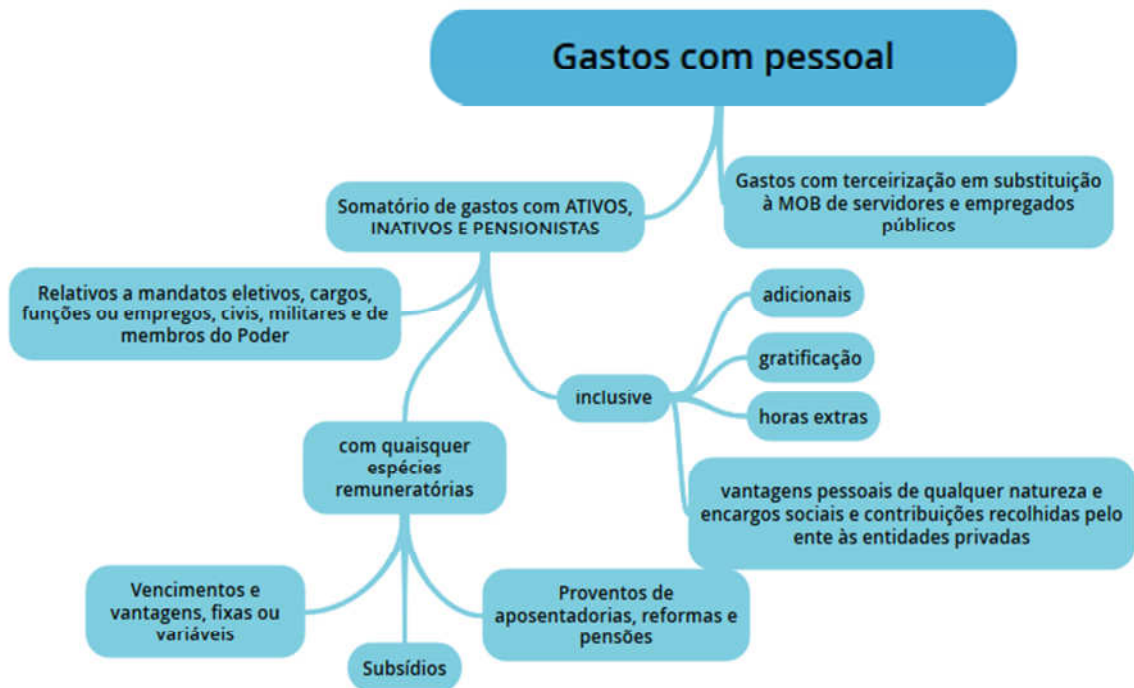 Gastos com pessoal
Gastos com terceirização em substituição
à MOB de servidores e empregados
públicos
Somatório de gastos com ATIVOS,
INATIVOS E PENSIONISTAS
Relativos a mandatos eletivos, cargos,
funções ou empregos, civis, militares e de
membros do Poder
adicionais
gratificação
inclusive
horas extras
com quaisquer
espécies
remuneratórias
vantagens pessoais de qualquer natureza e
encargos sociais e contribuições recolhidas pelo
ente às entidades privadas
Vencimentos e
vantagens, fixas ou
variáveis
Proventos de
aposentadorias, reformas e
pensões
Subsídios